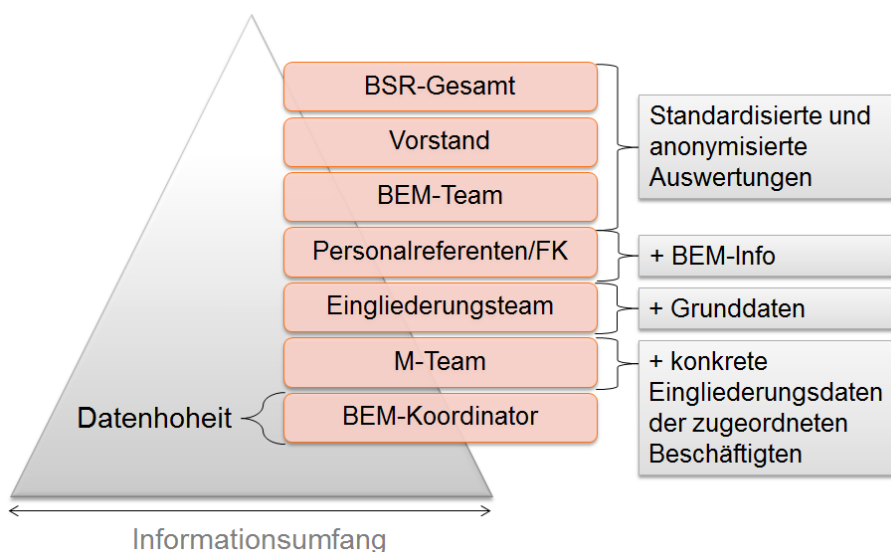 BSR-Gesamt
Vorstand
BEM-Team
Personalreferenten/FK
Eingliederungsteam
M-Team
BEM-Koordinator
Standardisierte und
anonymisierte
Auswertungen
+ BEM-Info
+ Grunddaten
+ konkrete
Eingliederungsdaten
der zugeordneten
Beschäftigten
Datenhoheit
Informationsumfang